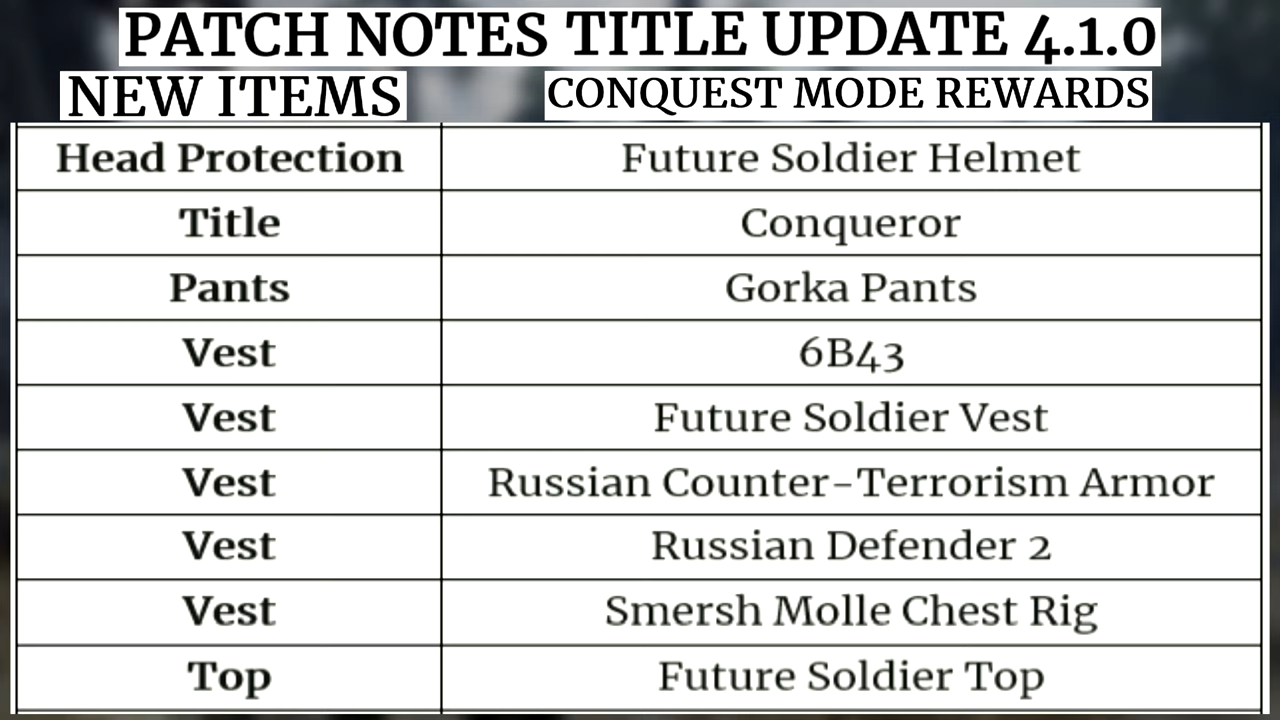 PATCH NOTES TITLE UPDATE 4.1.0
NEW ITEMS CONQUEST MODE REWARDS
Head Protection Future Soldier Helmet
Title Conqueror
Pants Gorka Pants
Vest 6B43
Vest Future Soldier Vest
Vest Russian Counter-Terrorism Armor
Vest Russian Defender 2
Vest Smersh Molle Chest Rig
Top Future Soldier Top